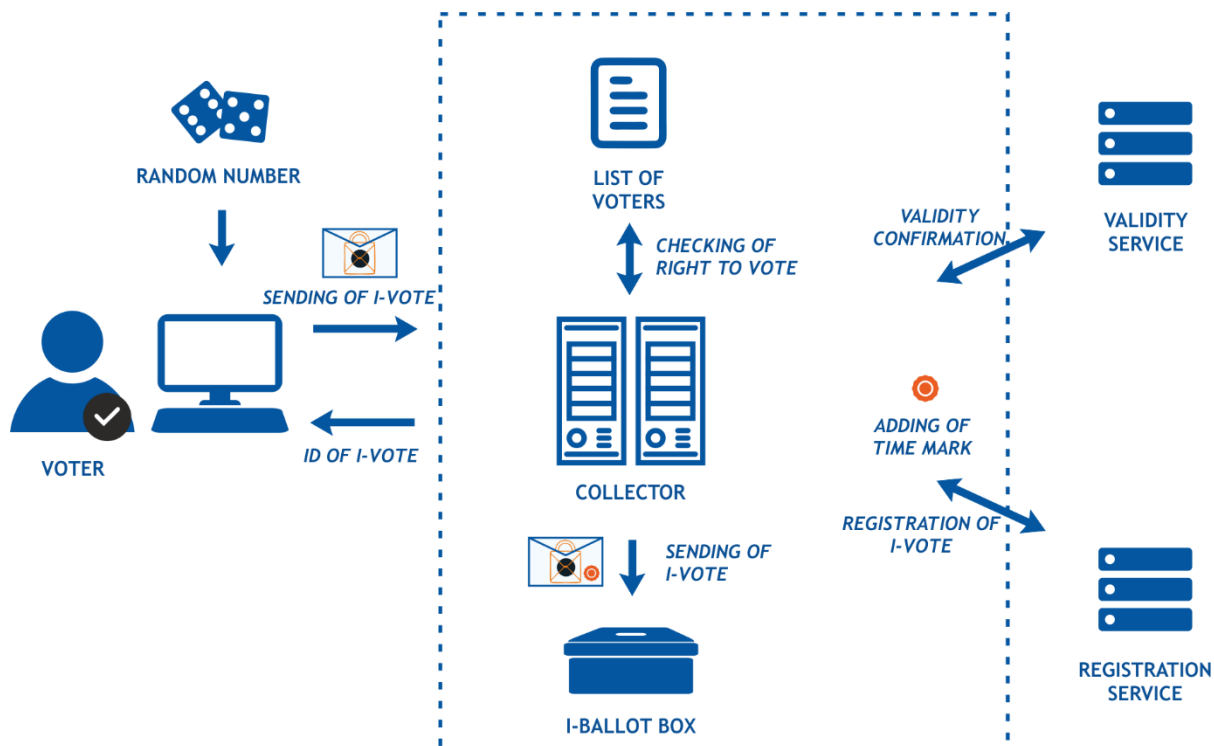 RANDOM NUMBER
SENDING OF I-VOTE
VOTER
ID OF I-VOTE
LIST OF
VOTERS
CHECKING OF
RIGHT TO VOTE
COLLECTOR
SENDING OF
I-VOTE
I-BALLOT BOX
VALIDITY
CONFIRMATION
VALIDITY
SERVICE
ADDING OF
TIME MARK
REGISTRATION OF
I-VOTE
REGISTRATION
SERVICE